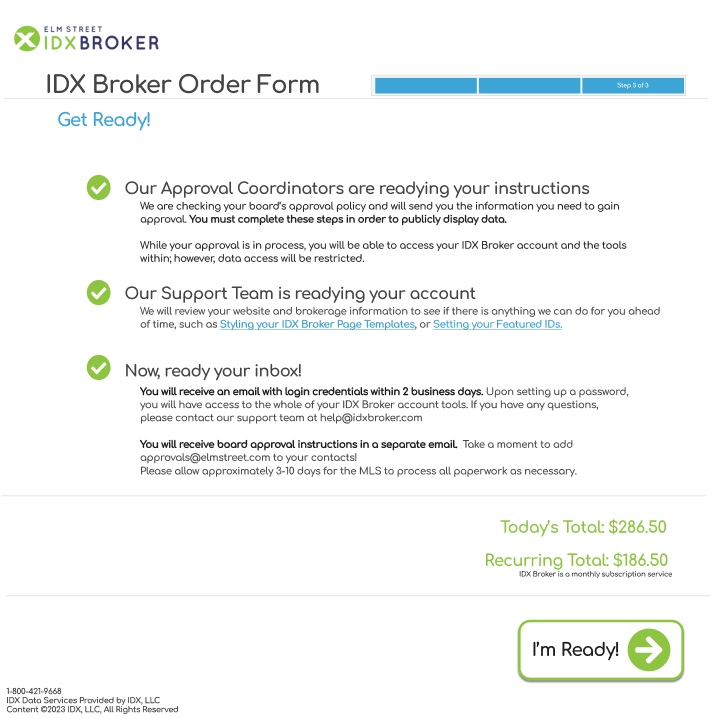 ELM STREET
IDXBROKER
IDX Broker Order Form
Step 3 of 3
Get Ready!
Our Approval Coordinators are readying your instructions
We are checking your board's approval policy and will send you the information you need to gain
approval. You must complete these steps in order to publicly display data.
While your approval is in process, you will be able to access your IDX Broker account and the tools
within; however, data access will be restricted.
Our Support Team is readying your account
We will review your website and brokerage information to see if there is anything we can do for you ahead
of time, such as Styling your IDX Broker Page Templates, or Setting your Featured IDs.
Now, ready your inbox!
You will receive an email with login credentials within 2 business days. Upon setting up a password,
you will have access to the whole of your IDX Broker account tools. If you have any questions,
please contact our support team at help@idxbroker.com
You will receive board approval instructions in a separate email. Take a moment to add
approvals@elmstreet.com to your contacts!
Please allow approximately 3-10 days for the MLS to process all paperwork as necessary.
Today's Total: $286.50
Recurring Total: $186.50
IDX Broker is a monthly subscription service
I'm Ready!
1-800-421-9668
IDX Data Services Provided by IDX, LLC
Content ©2023 IDX, LLC, All Rights Reserved